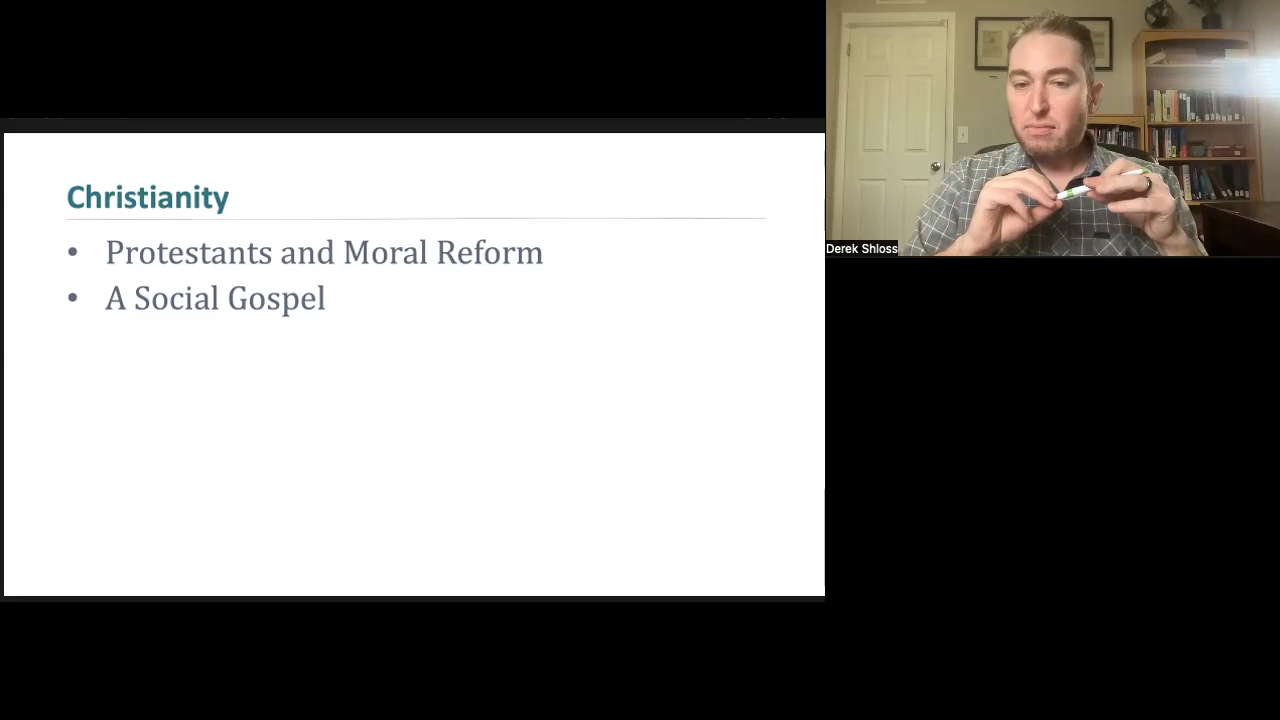 Christianity
• Protestants and Moral Reform
• A Social Gospel
Derek Shloss